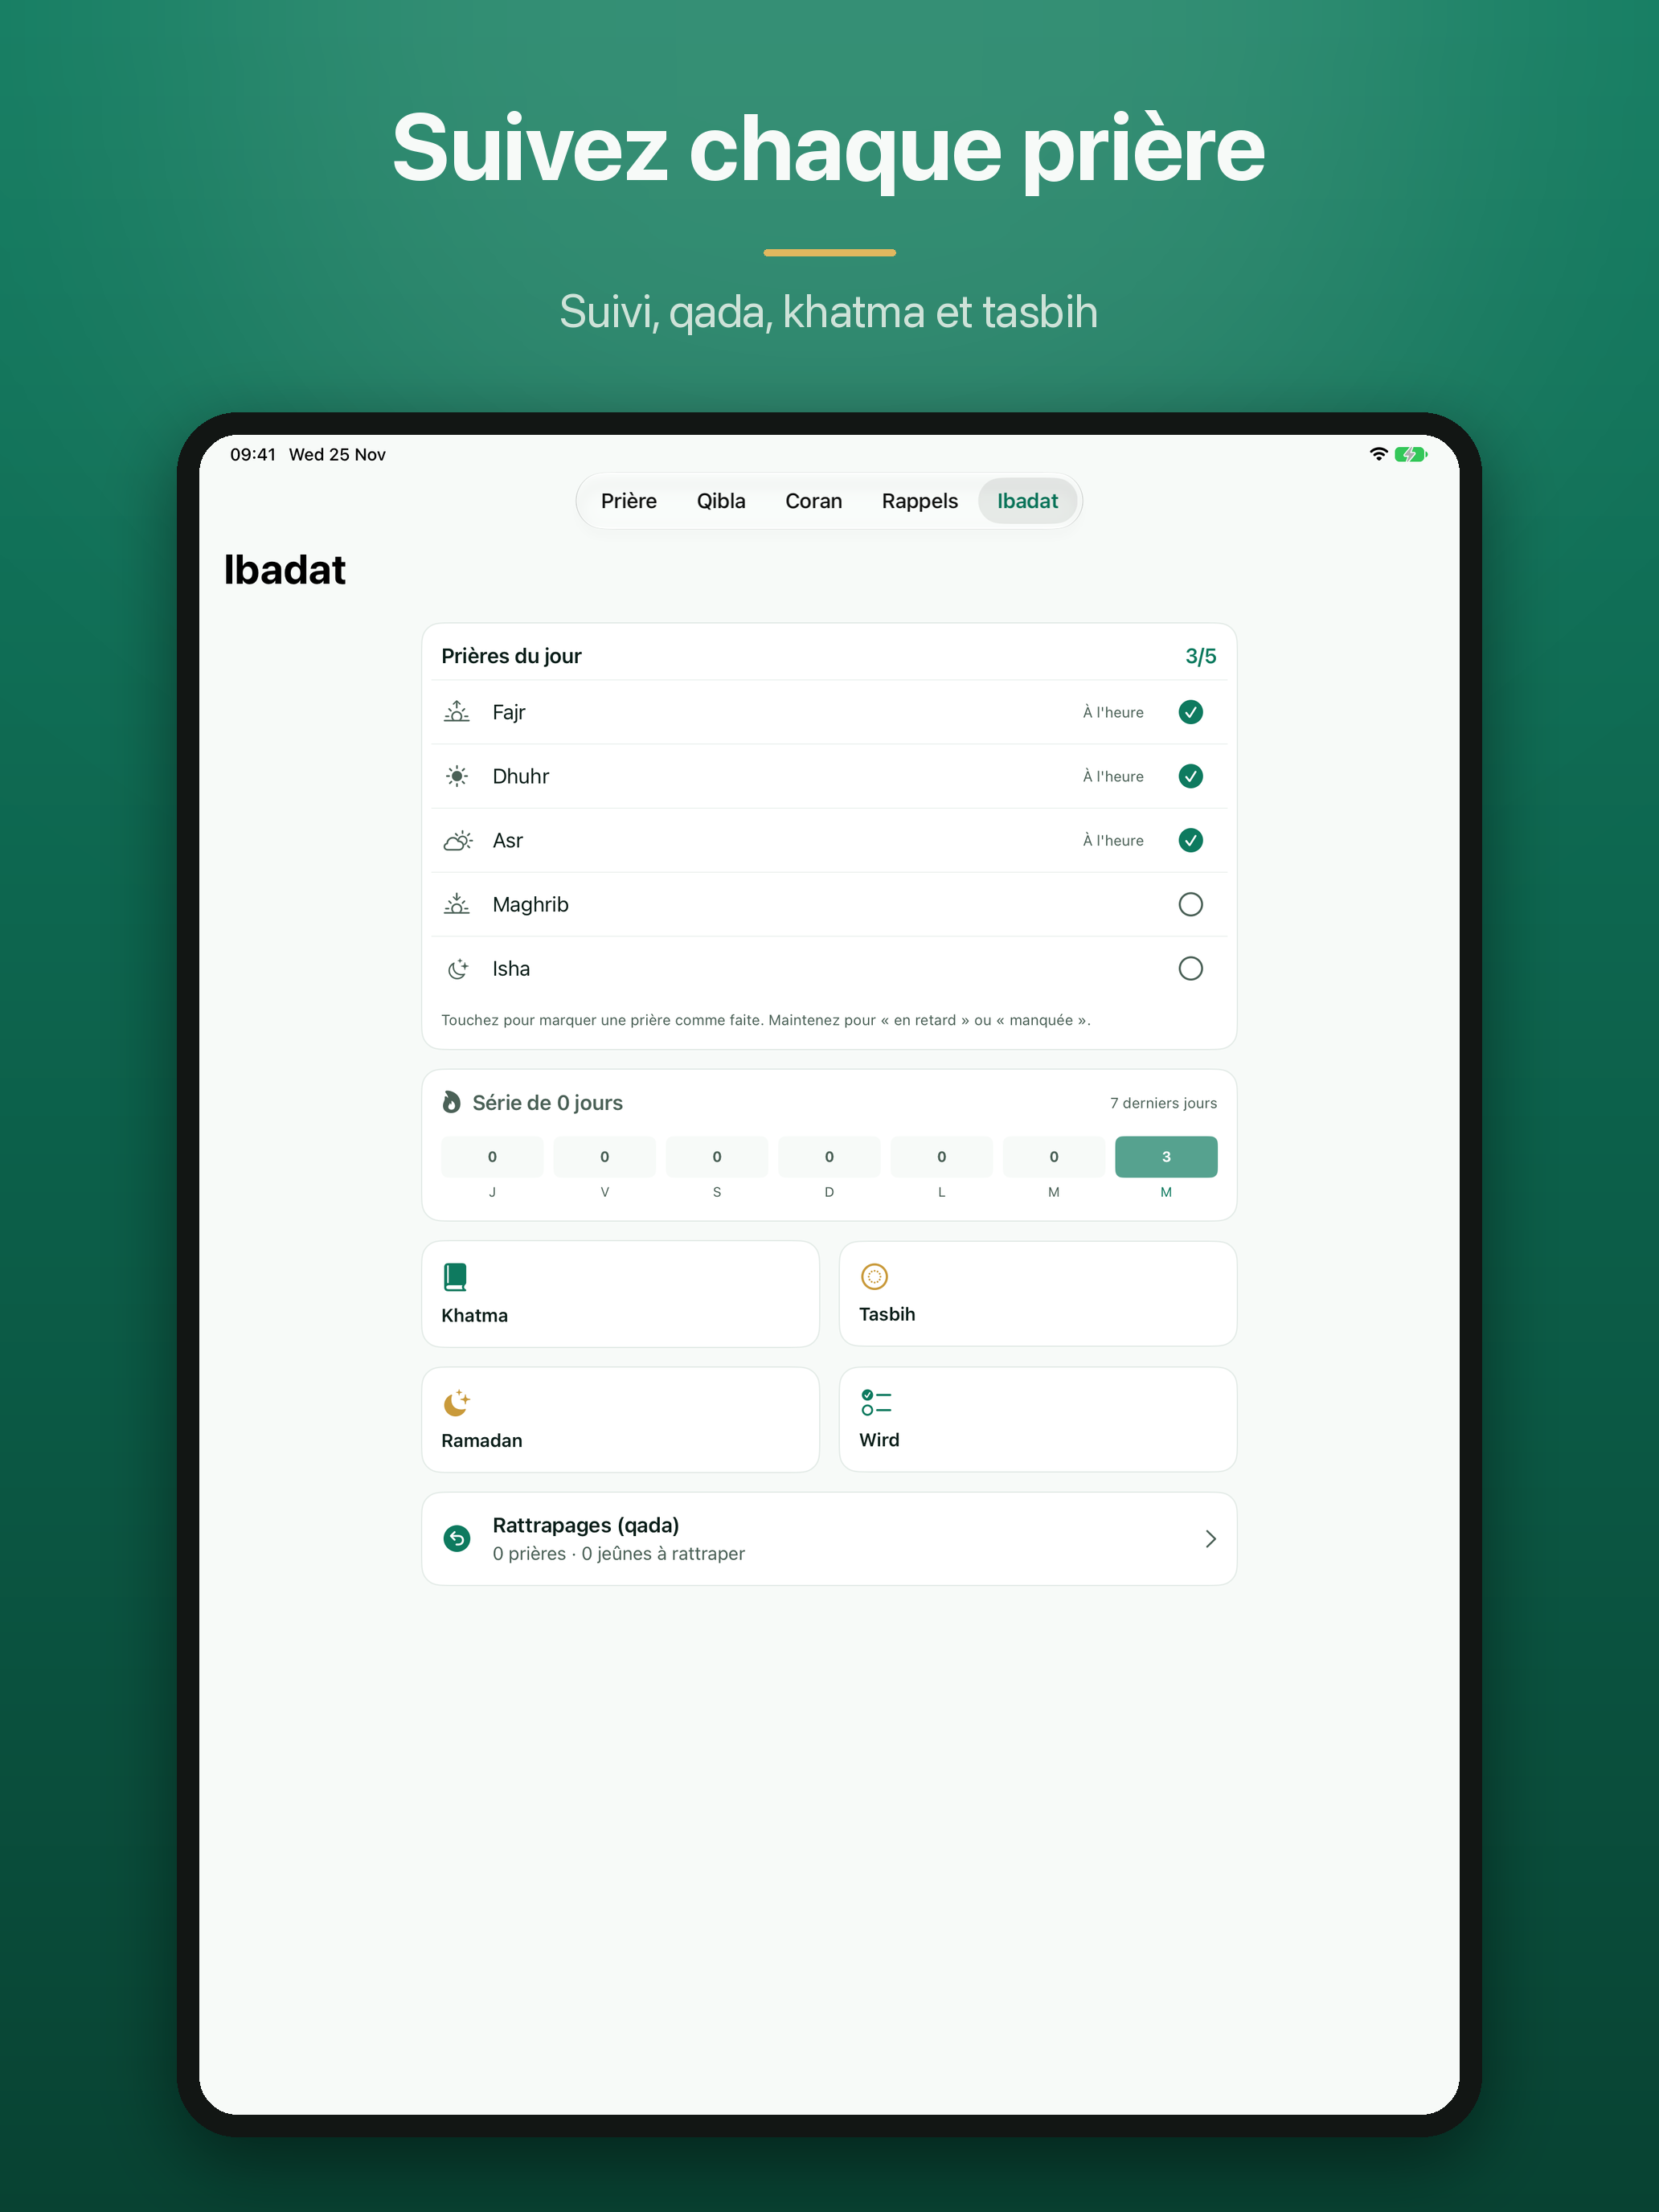 Suivez chaque prière
Suivi, qada, khatma et tasbih
09:41 Wed 25 Nov
Prière Qibla Coran Rappels Ibadat
Ibadat
Prières du jour 3/5
Fajr À l'heure
Dhuhr À l'heure
Asr À l'heure
Maghrib
Isha
Touchez pour marquer une prière comme faite. Maintenez pour « en retard » ou « manquée ».
Série de 0 jours 7 derniers jours
0 0 0 0 0 0 3
J V S D L M M
Khatma Tasbih
Ramadan Wird
Rattrapages (qada)
0 prières · 0 jeûnes à rattraper